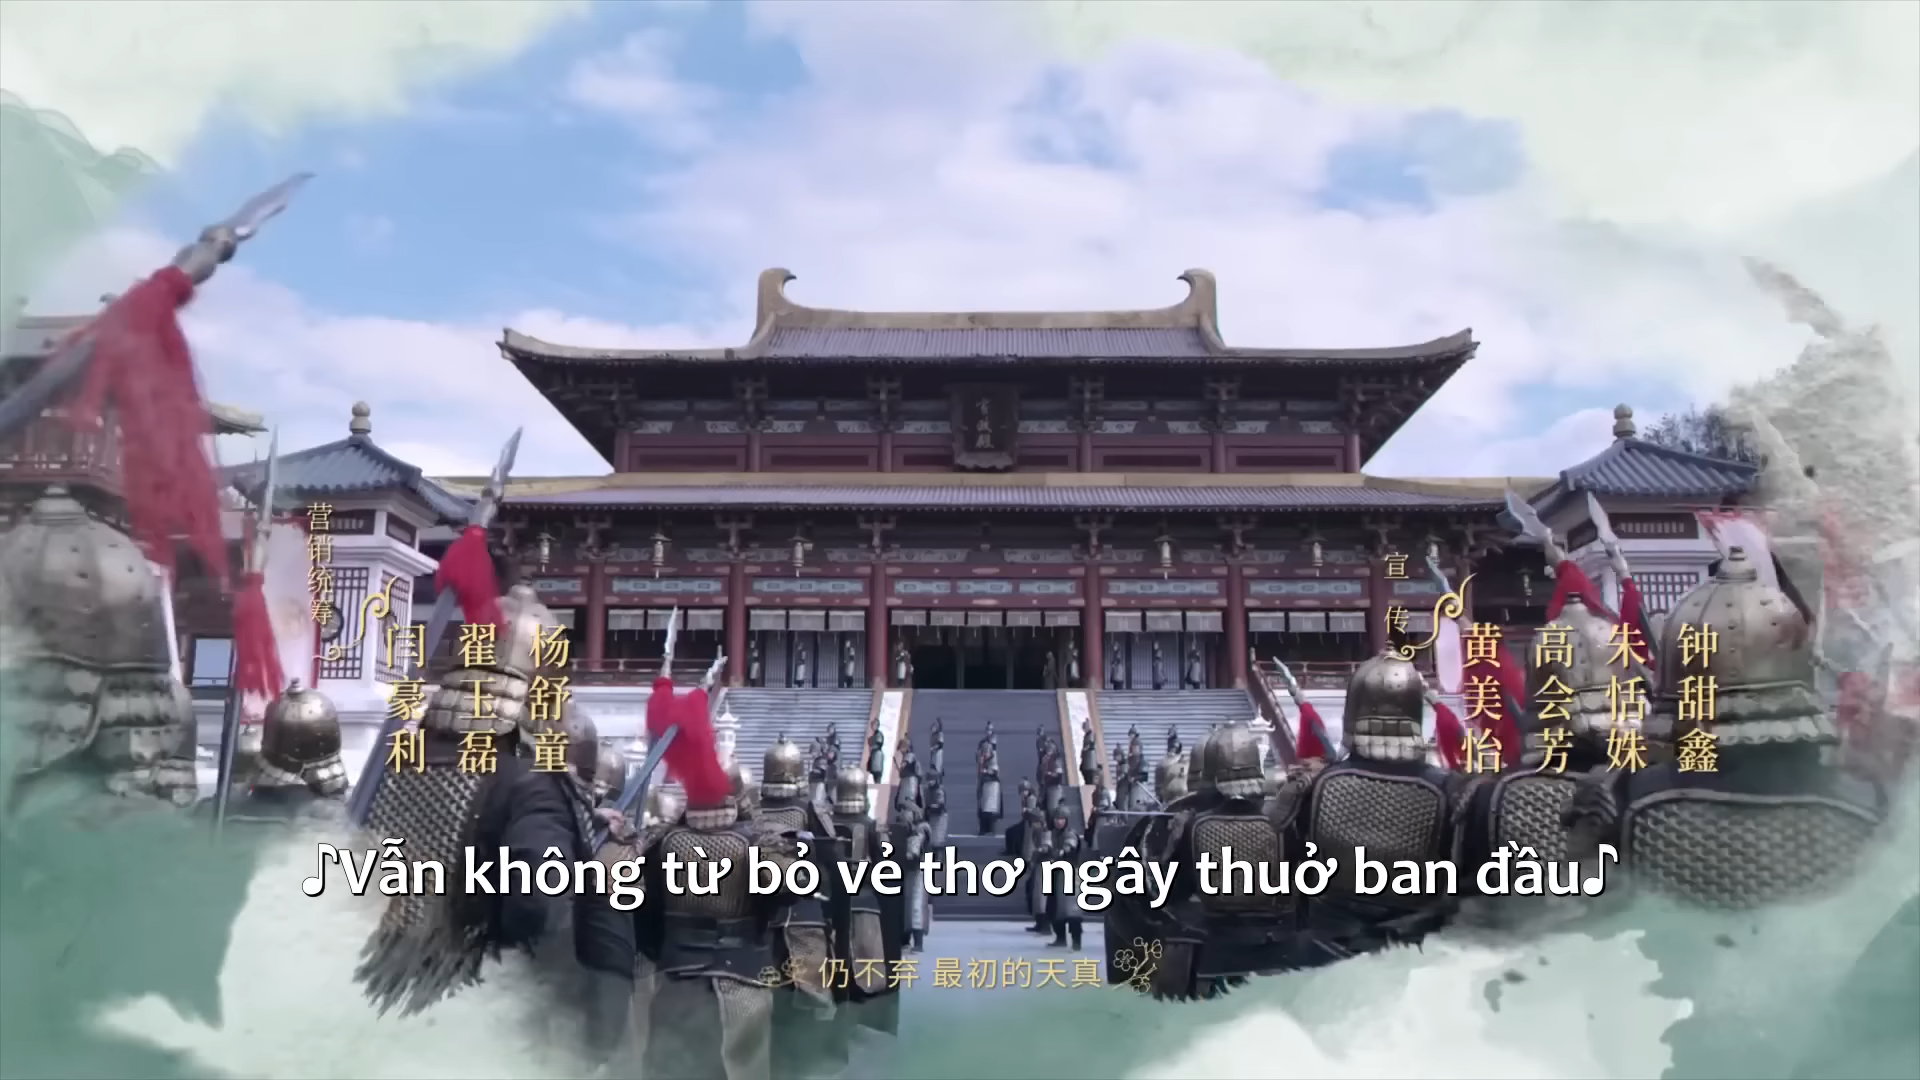 营销统筹
闫豪利
翟玉磊
杨舒童
宣传
黄美怡
高会芳
朱恬姝
钟甜鑫
♪Vẫn không từ bỏ vẻ thơ ngây thuở ban đầu♪
仍不弃 最初的天真